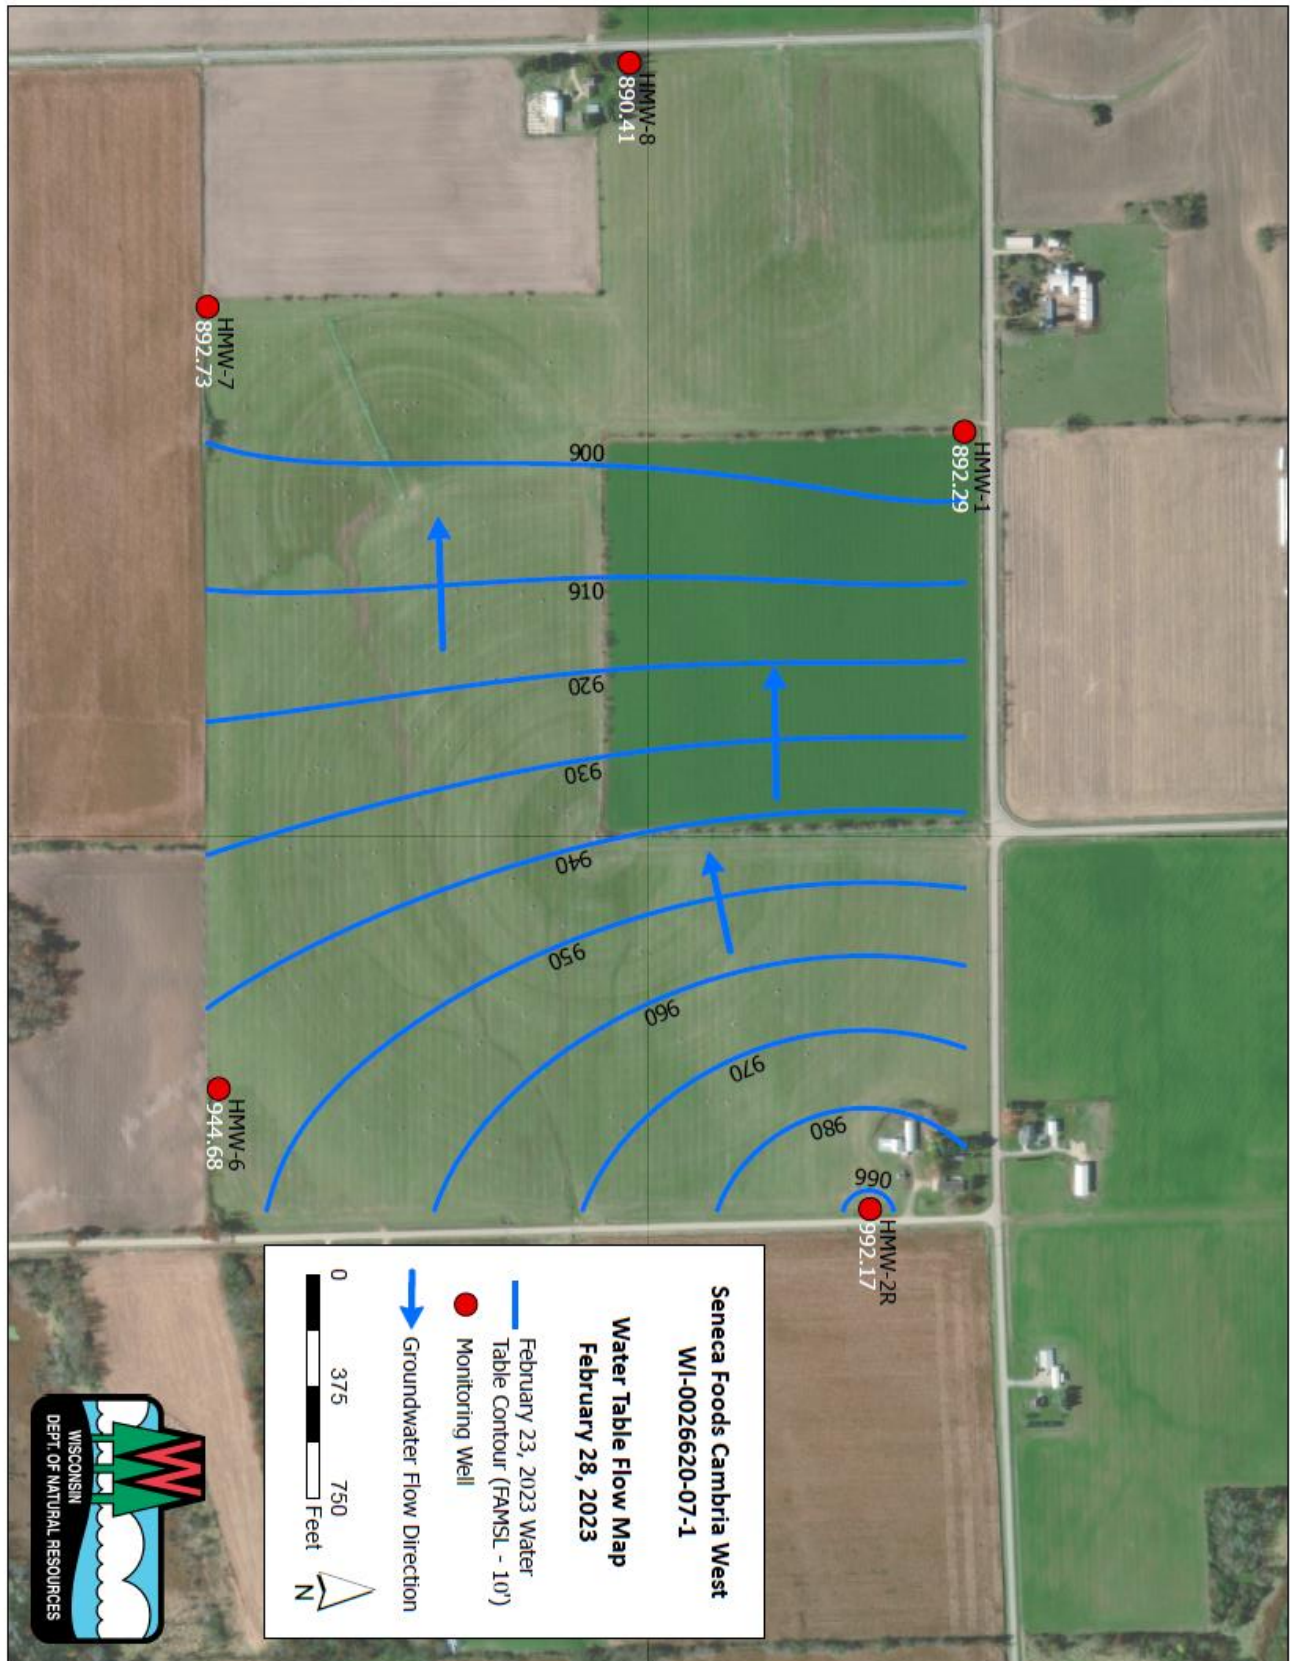 HMW-8
890.41
HMW-1
892.29
HMW-7
892.73
900
910
920
930
940
950
960
970
980
990
HMW-6
944.68
HMW-2R
992.17
Seneca Foods Cambria West
WI-0026620-07-1
Water Table Flow Map
February 28, 2023
February 23, 2023 Water
Table Contour (FAMSL - 10')
Monitoring Well
Groundwater Flow Direction
0 375 750
Feet
N
WISCONSIN
DEPT. OF NATURAL RESOURCES